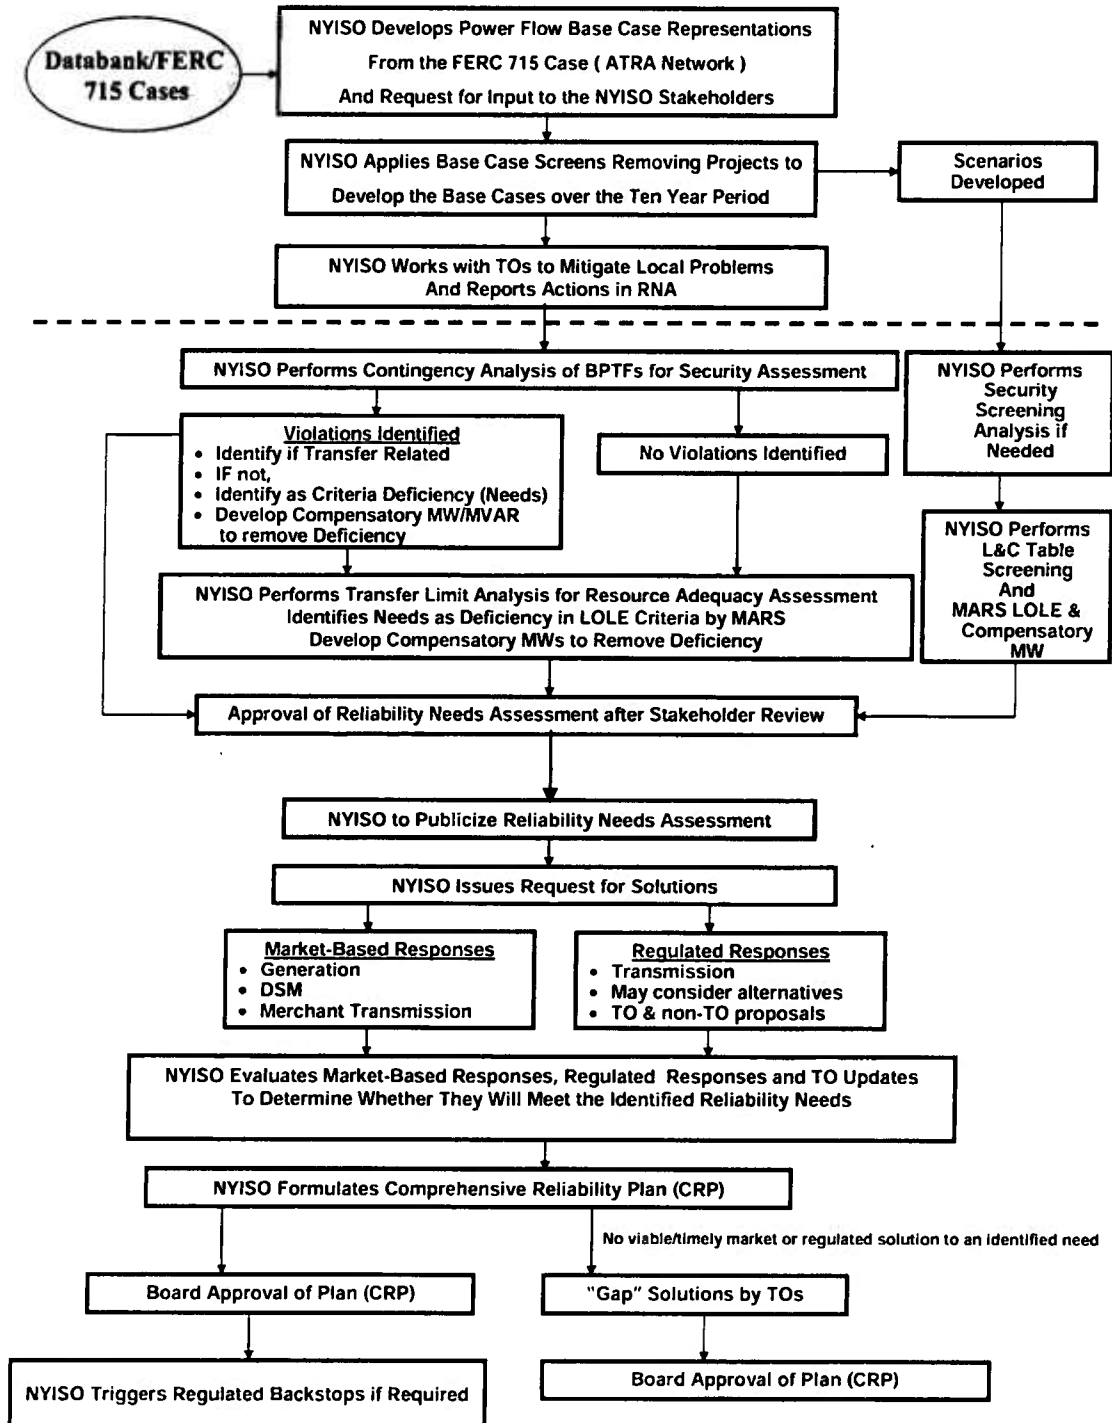 Databank/FERC
715 Cases
NYISO Develops Power Flow Base Case Representations
From the FERC 715 Case ( ATRA Network )
And Request for Input to the NYISO Stakeholders
NYISO Applies Base Case Screens Removing Projects to
Develop the Base Cases over the Ten Year Period
Scenarios
Developed
NYISO Works with TOs to Mitigate Local Problems
And Reports Actions in RNA
NYISO Performs Contingency Analysis of BPTFs for Security Assessment
NYISO Performs
Security
Screening
Analysis if
Needed
Violations Identified
• Identify if Transfer Related
• IF not,
• Identify as Criteria Deficiency (Needs)
• Develop Compensatory MW/MVAR
to remove Deficiency
No Violations Identified
NYISO Performs
L&C Table
Screening
And
MARS LOLE &
Compensatory
MW
NYISO Performs Transfer Limit Analysis for Resource Adequacy Assessment
Identifies Needs as Deficiency in LOLE Criteria by MARS
Develop Compensatory MWs to Remove Deficiency
Approval of Reliability Needs Assessment after Stakeholder Review
NYISO to Publicize Reliability Needs Assessment
NYISO Issues Request for Solutions
Market-Based Responses
• Generation
• DSM
• Merchant Transmission
Regulated Responses
• Transmission
• May consider alternatives
• TO & non-TO proposals
NYISO Evaluates Market-Based Responses, Regulated Responses and TO Updates
To Determine Whether They Will Meet the Identified Reliability Needs
NYISO Formulates Comprehensive Reliability Plan (CRP)
No viable/timely market or regulated solution to an identified need
Board Approval of Plan (CRP)
"Gap" Solutions by TOs
NYISO Triggers Regulated Backstops if Required
Board Approval of Plan (CRP)